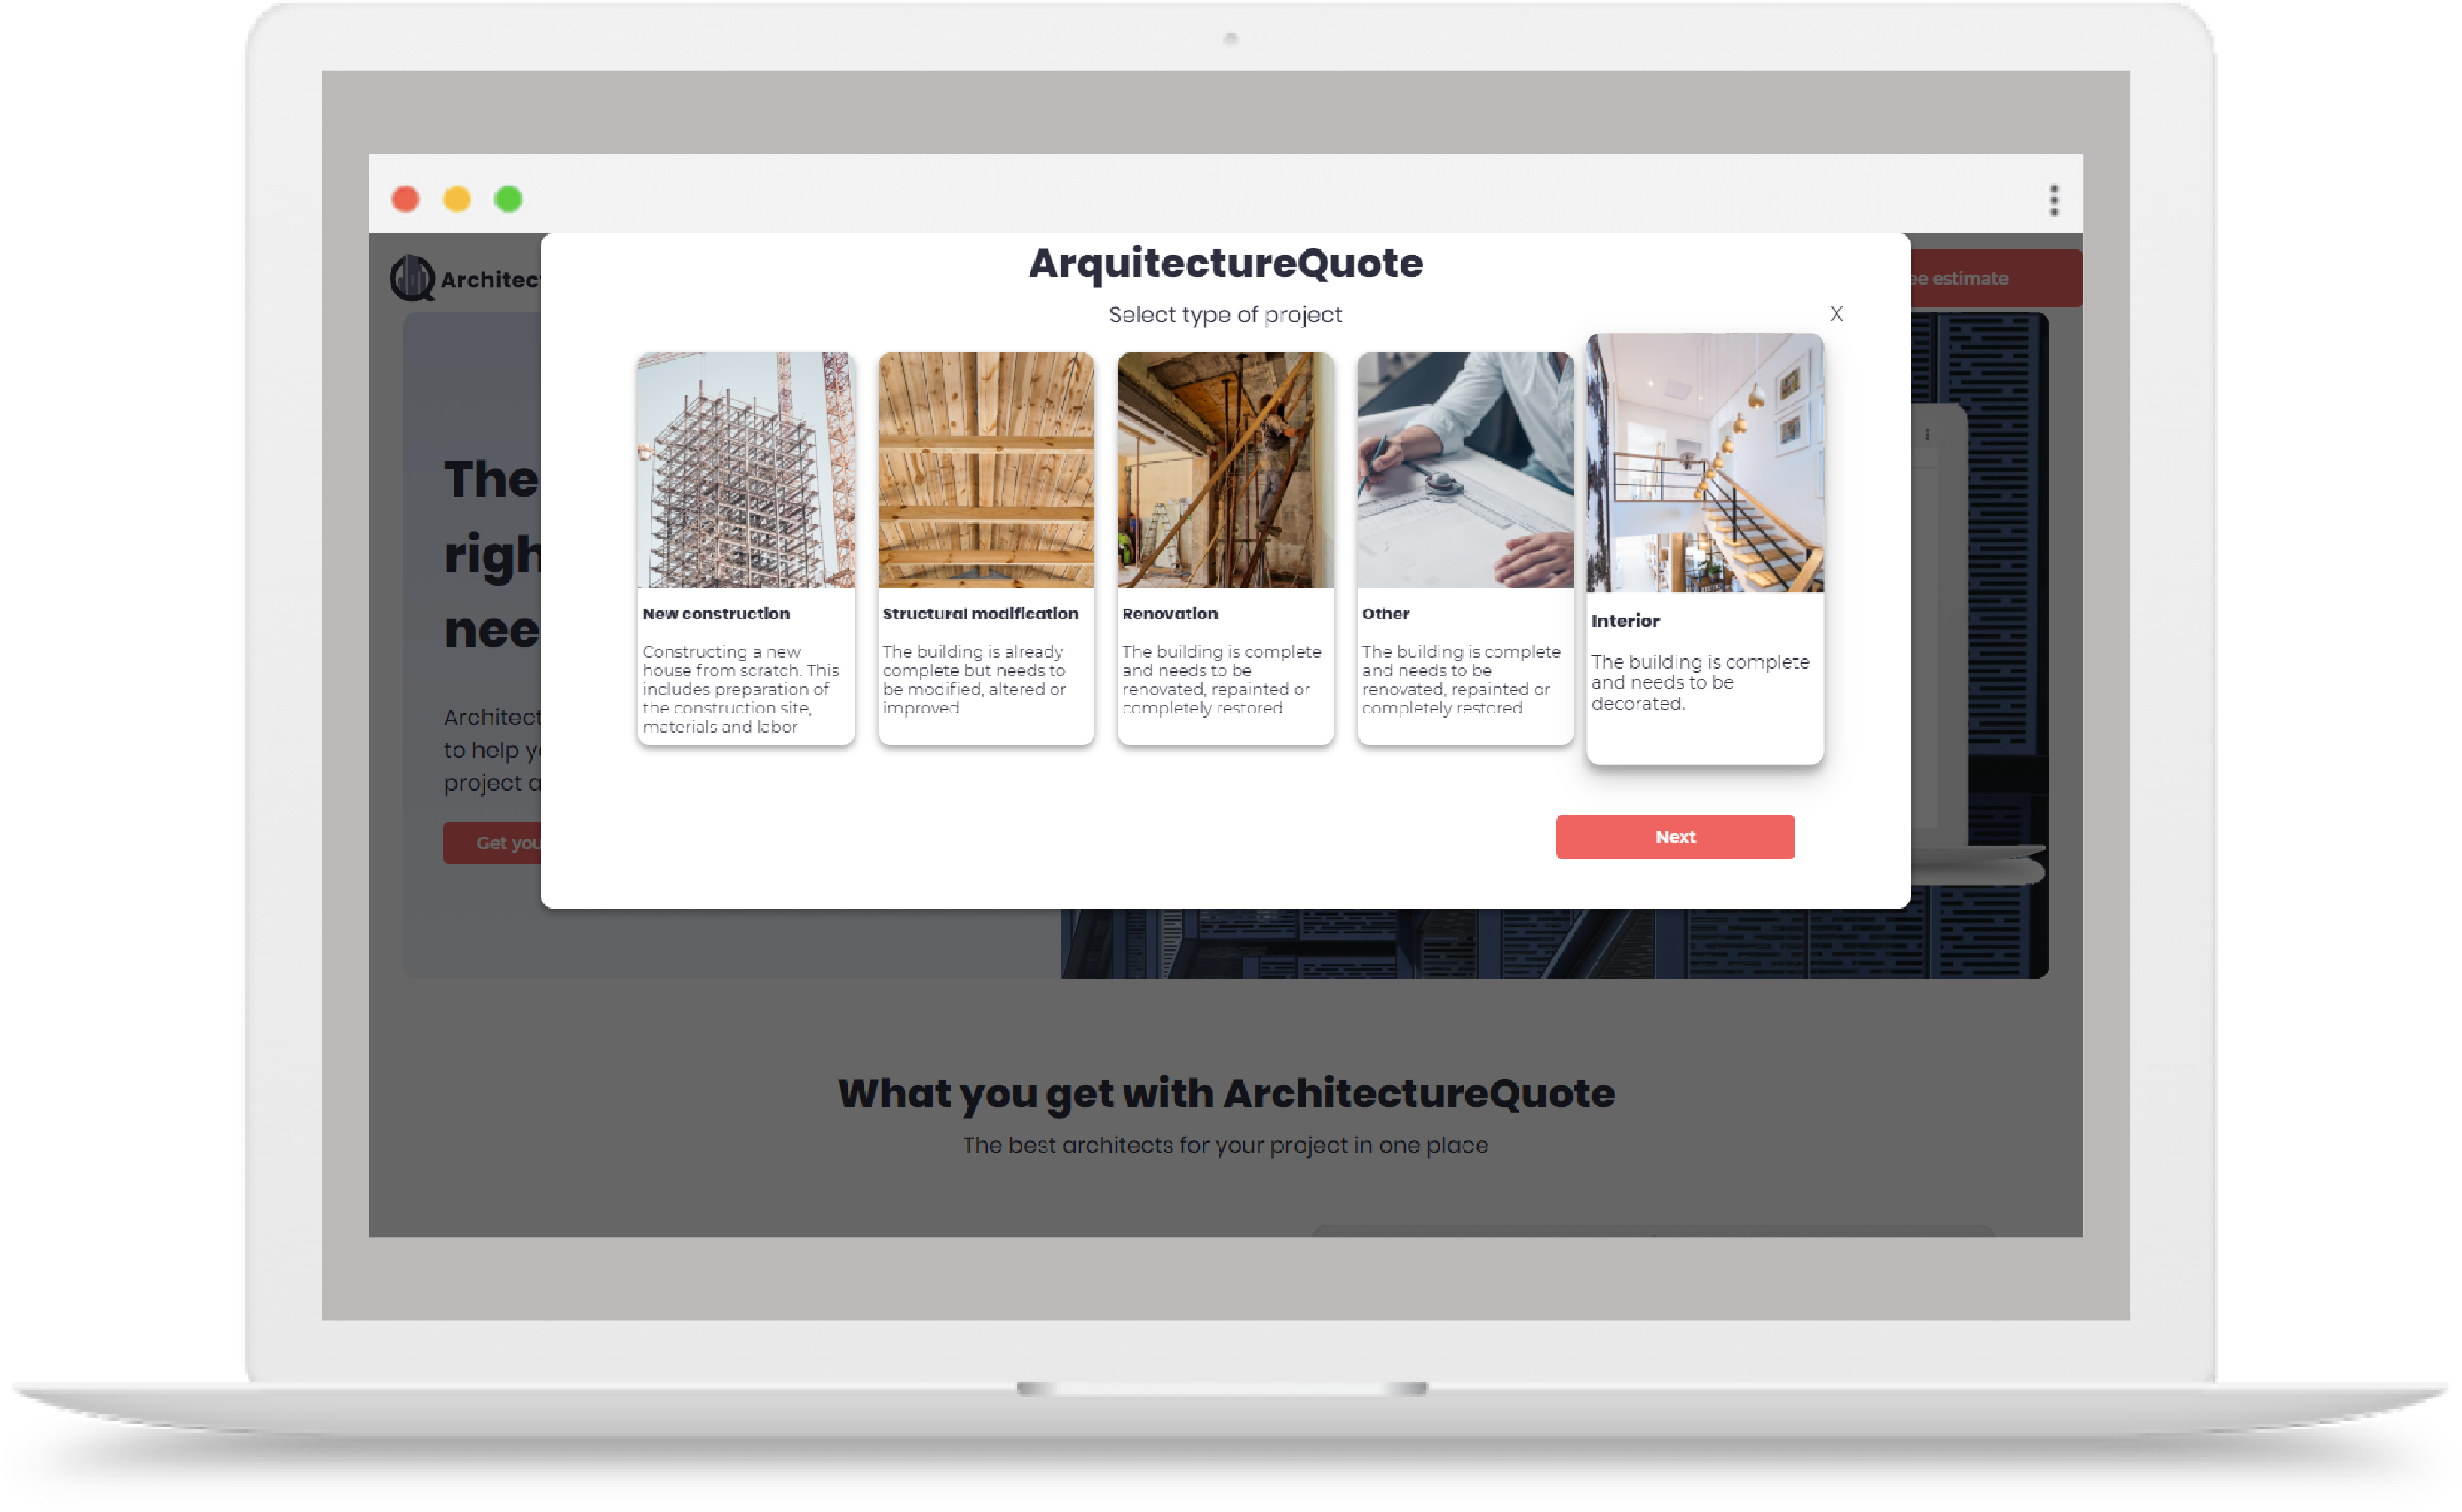 Architec
ee estimate
ArquitectureQuote
Select type of project
X
New construction
Constructing a new
house from scratch. This
includes preparation of
the construction site,
materials and labor
Structural modification
The building is already
complete but needs to
be modified, altered or
improved.
Renovation
The building is complete
and needs to be
renovated, repainted or
completely restored.
Other
The building is complete
and needs to be
renovated, repainted or
completely restored.
Interior
The building is complete
and needs to be
decorated.
Next
The
righ
nee
Architect
to help y
project a
Get you
What you get with ArchitectureQuote
The best architects for your project in one place